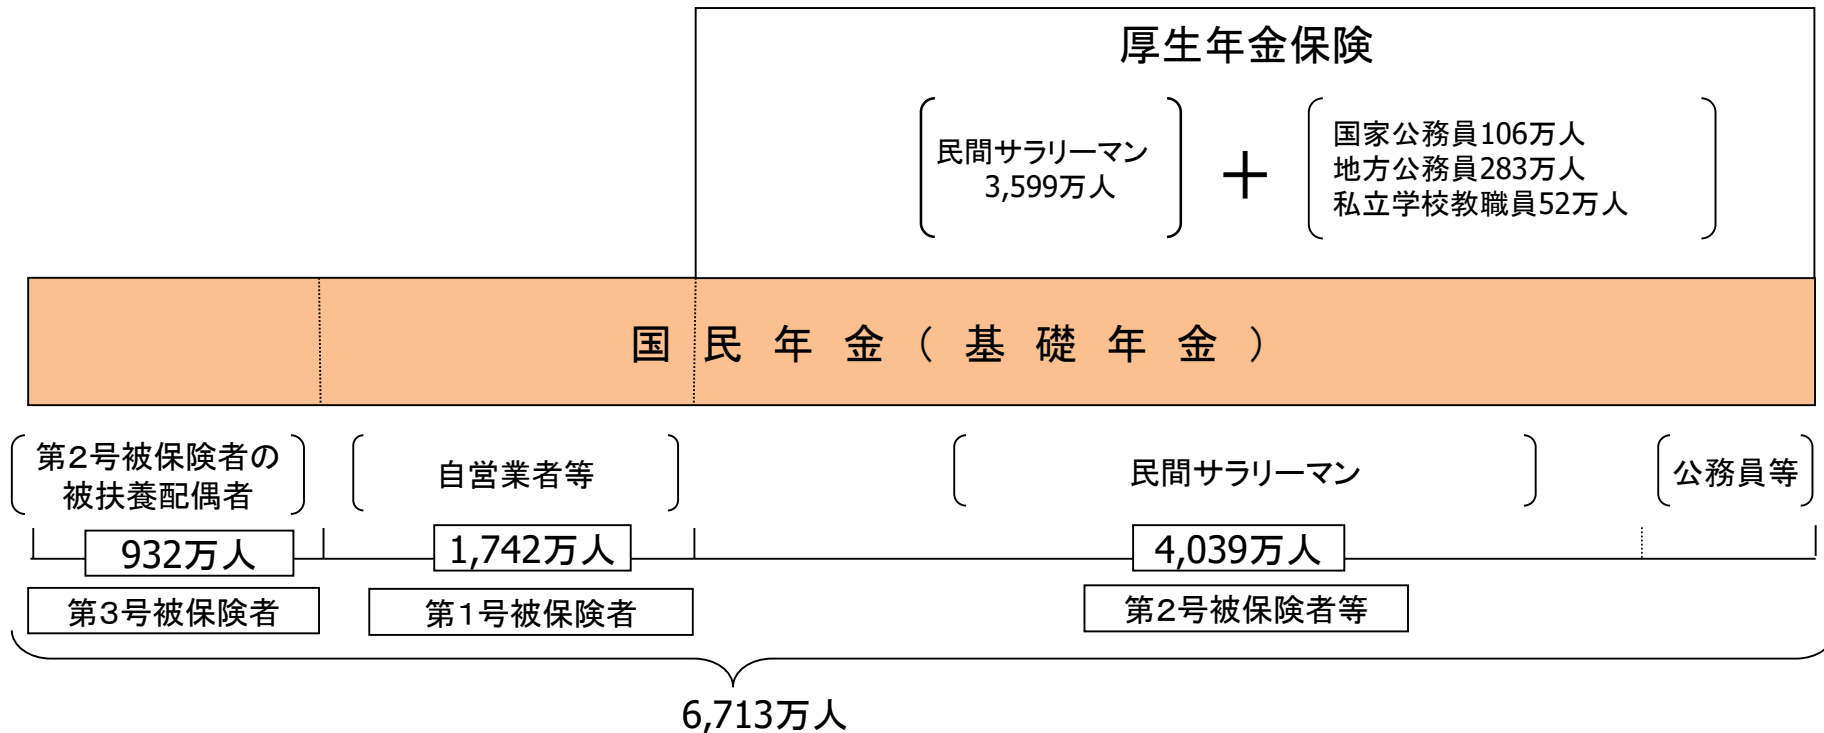 厚生年金保険
民間サラリーマン
3,599万人
＋
国家公務員106万人
地方公務員283万人
私立学校教職員52万人
国民年金(基礎年金)
第2号被保険者の
被扶養配偶者
自営業者等
民間サラリーマン
公務員等
932万人
1,742万人
4,039万人
第3号被保険者
第1号被保険者
第2号被保険者等
6,713万人